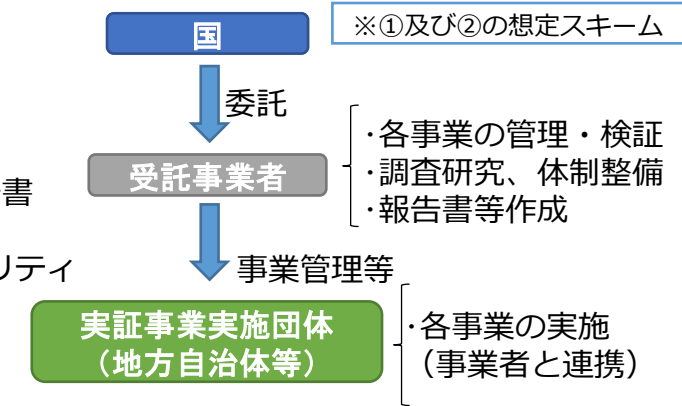 国
※①及び②の想定スキーム
委託
・各事業の管理・検証
受託事業者
・調査研究、体制整備
書
・報告書等作成
リティ
事業管理等
実証事業実施団体
（地方自治体等）
・各事業の実施
（事業者と連携）